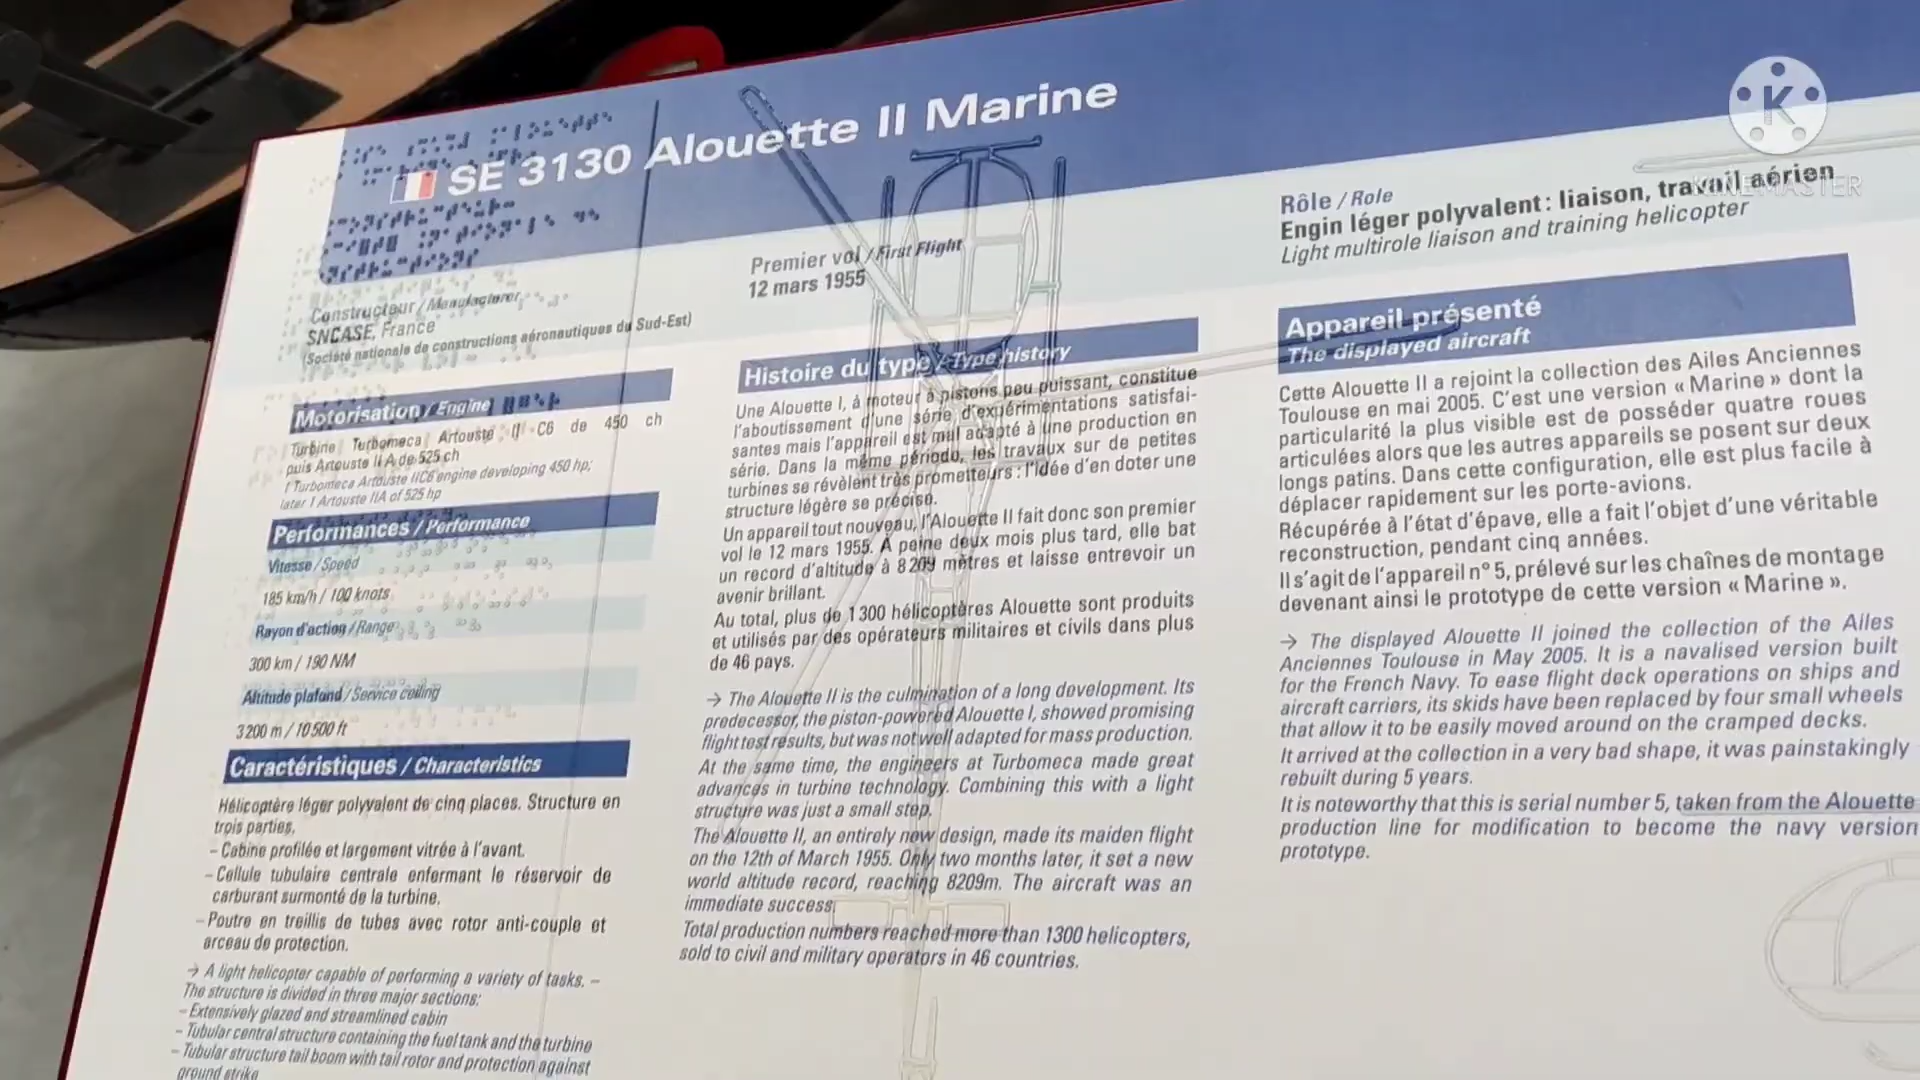 SE 3130 Alouette II Marine
Constructeur / Manufacturer
SNCASE, France
(Société nationale de constructions aéronautiques du Sud-Est)
Motorisation / Engine
Turbine Turbomeca Artouste II C6 de 450 ch
puis Artouste II A de 525 ch
1 Turbomeca Artouste IIC6 engine developing 450 hp;
later 1 Artouste IIA of 525 hp
Performances / Performance
Vitesse / Speed
185 km/h / 100 knots
Rayon d'action / Range
300 km / 190 NM
Altitude plafond / Service ceiling
3200 m / 10500 ft
Caractéristiques / Characteristics
Hélicoptère léger polyvalent de cinq places. Structure en
trois parties.
– Cabine profilée et largement vitrée à l'avant.
– Cellule tubulaire centrale enfermant le réservoir de
carburant surmonté de la turbine.
– Poutre en treillis de tubes avec rotor anti-couple et
arceau de protection.
→ A light helicopter capable of performing a variety of tasks. –
The structure is divided in three major sections:
– Extensively glazed and streamlined cabin
– Tubular central structure containing the fuel tank and the turbine
– Tubular structure tail boom with tail rotor and protection against
ground strike
Premier vol / First Flight
12 mars 1955
Histoire du type / Type history
Une Alouette I, à moteur à pistons peu puissant, constitue
l'aboutissement d'une série d'expérimentations satisfai-
santes mais l'appareil est mal adapté à une production en
série. Dans la même période, les travaux sur de petites
turbines se révèlent très prometteurs : l'idée d'en doter une
structure légère se précise.
Un appareil tout nouveau, l'Alouette II fait donc son premier
vol le 12 mars 1955. A peine deux mois plus tard, elle bat
un record d'altitude à 8209 mètres et laisse entrevoir un
avenir brillant.
Au total, plus de 1300 hélicoptères Alouette sont produits
et utilisés par des opérateurs militaires et civils dans plus
de 46 pays.
→ The Alouette II is the culmination of a long development. Its
predecessor, the piston-powered Alouette I, showed promising
flight test results, but was not well adapted for mass production.
At the same time, the engineers at Turbomeca made great
advances in turbine technology. Combining this with a light
structure was just a small step.
The Alouette II, an entirely new design, made its maiden flight
on the 12th of March 1955. Only two months later, it set a new
world altitude record, reaching 8209m. The aircraft was an
immediate success.
Total production numbers reached more than 1300 helicopters,
sold to civil and military operators in 46 countries.
Rôle / Role
Engin léger polyvalent : liaison, travail aérien
Light multirole liaison and training helicopter
Appareil présenté
The displayed aircraft
Cette Alouette II a rejoint la collection des Ailes Anciennes
Toulouse en mai 2005. C'est une version « Marine » dont la
particularité la plus visible est de posséder quatre roues
articulées alors que les autres appareils se posent sur deux
longs patins. Dans cette configuration, elle est plus facile à
déplacer rapidement sur les porte-avions.
Récupérée à l'état d'épave, elle a fait l'objet d'une véritable
reconstruction, pendant cinq années.
Il s'agit de l'appareil n° 5, prélevé sur les chaînes de montage
devenant ainsi le prototype de cette version « Marine ».
→ The displayed Alouette II joined the collection of the Ailes
Anciennes Toulouse in May 2005. It is a navalised version built
for the French Navy. To ease flight deck operations on ships and
aircraft carriers, its skids have been replaced by four small wheels
that allow it to be easily moved around on the cramped decks.
It arrived at the collection in a very bad shape, it was painstakingly
rebuilt during 5 years.
It is noteworthy that this is serial number 5, taken from the Alouette
production line for modification to become the navy version
prototype.
K
KINEMASTER